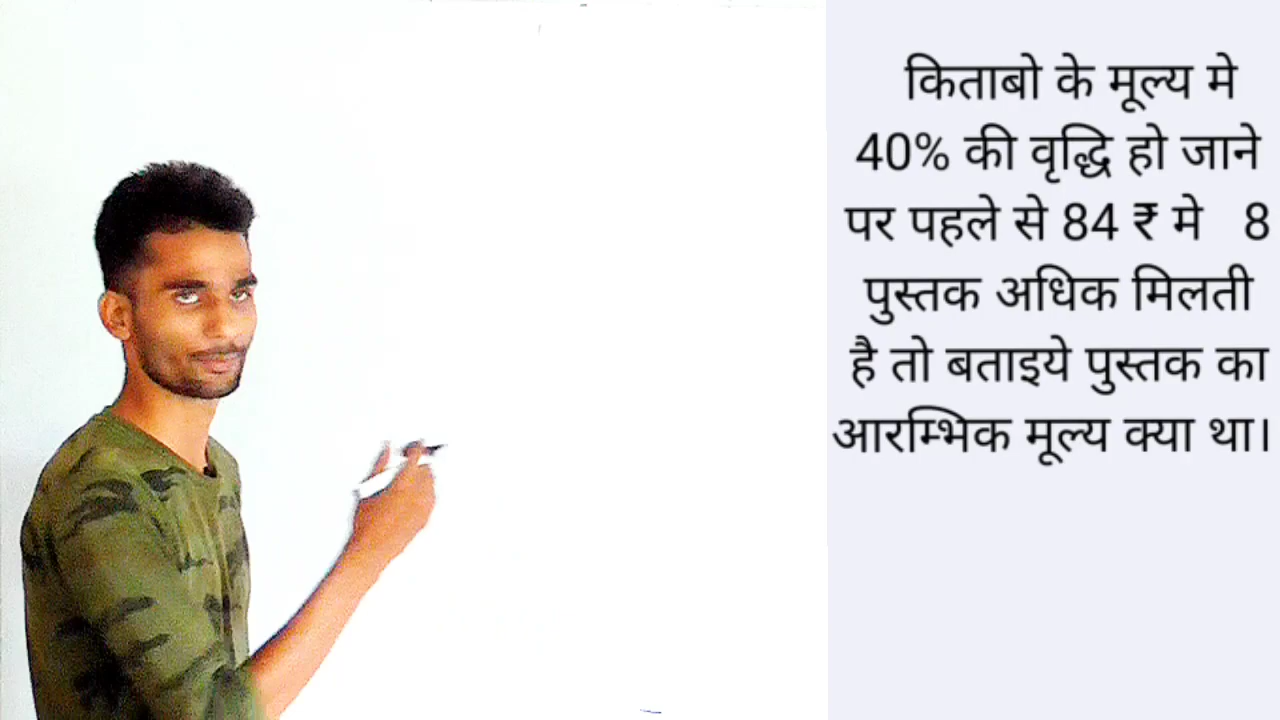 किताबो के मूल्य मे
40% की वृद्धि हो जाने
पर पहले से 84 ₹ मे 8
पुस्तक अधिक मिलती
है तो बताइये पुस्तक का
आरम्भिक मूल्य क्या था।